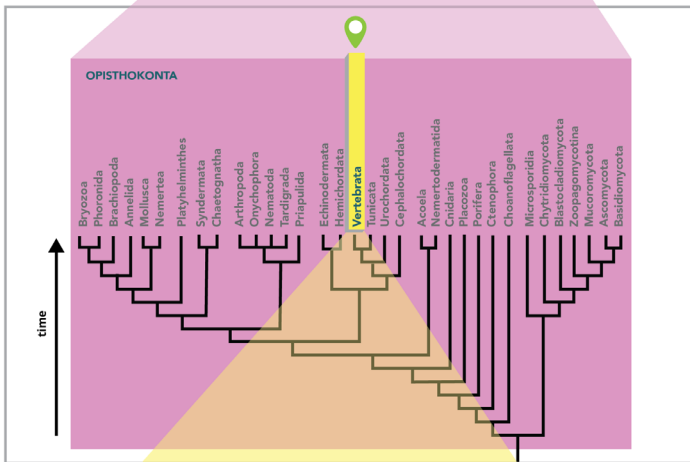 OPISTHOKONTA
Bryozoa
Phoronida
Brachiopoda
Annelida
Mollusca
Nemertea
Platyhelminthes
Syndermata
Chaetognatha
Arthropoda
Onychophora
Nematoda
Tardigrada
Priapulida
Echinodermata
Hemichordata
Vertebrata
Tunicata
Urochordata
Cephalochordata
Acoela
Nemertodermatida
Cnidaria
Placozoa
Porifera
Ctenophora
Choanoflagellata
Microsporidia
Chytridiomycota
Blastocladiomycota
Zoopagomycotina
Mucoromycota
Ascomycota
Basidiomycota
time